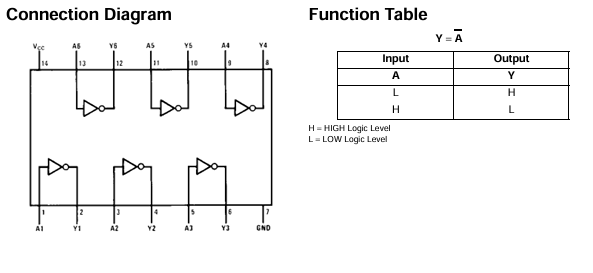 Connection Diagram
VCC A6 Y6 A5 Y5 A4 Y4
14 13 12 11 10 9 8
1 2 3 4 5 6 7
A1 Y1 A2 Y2 A3 Y3 GND
Function Table
Y = A̅
Input Output
A Y
L H
H L
H = HIGH Logic Level
L = LOW Logic Level